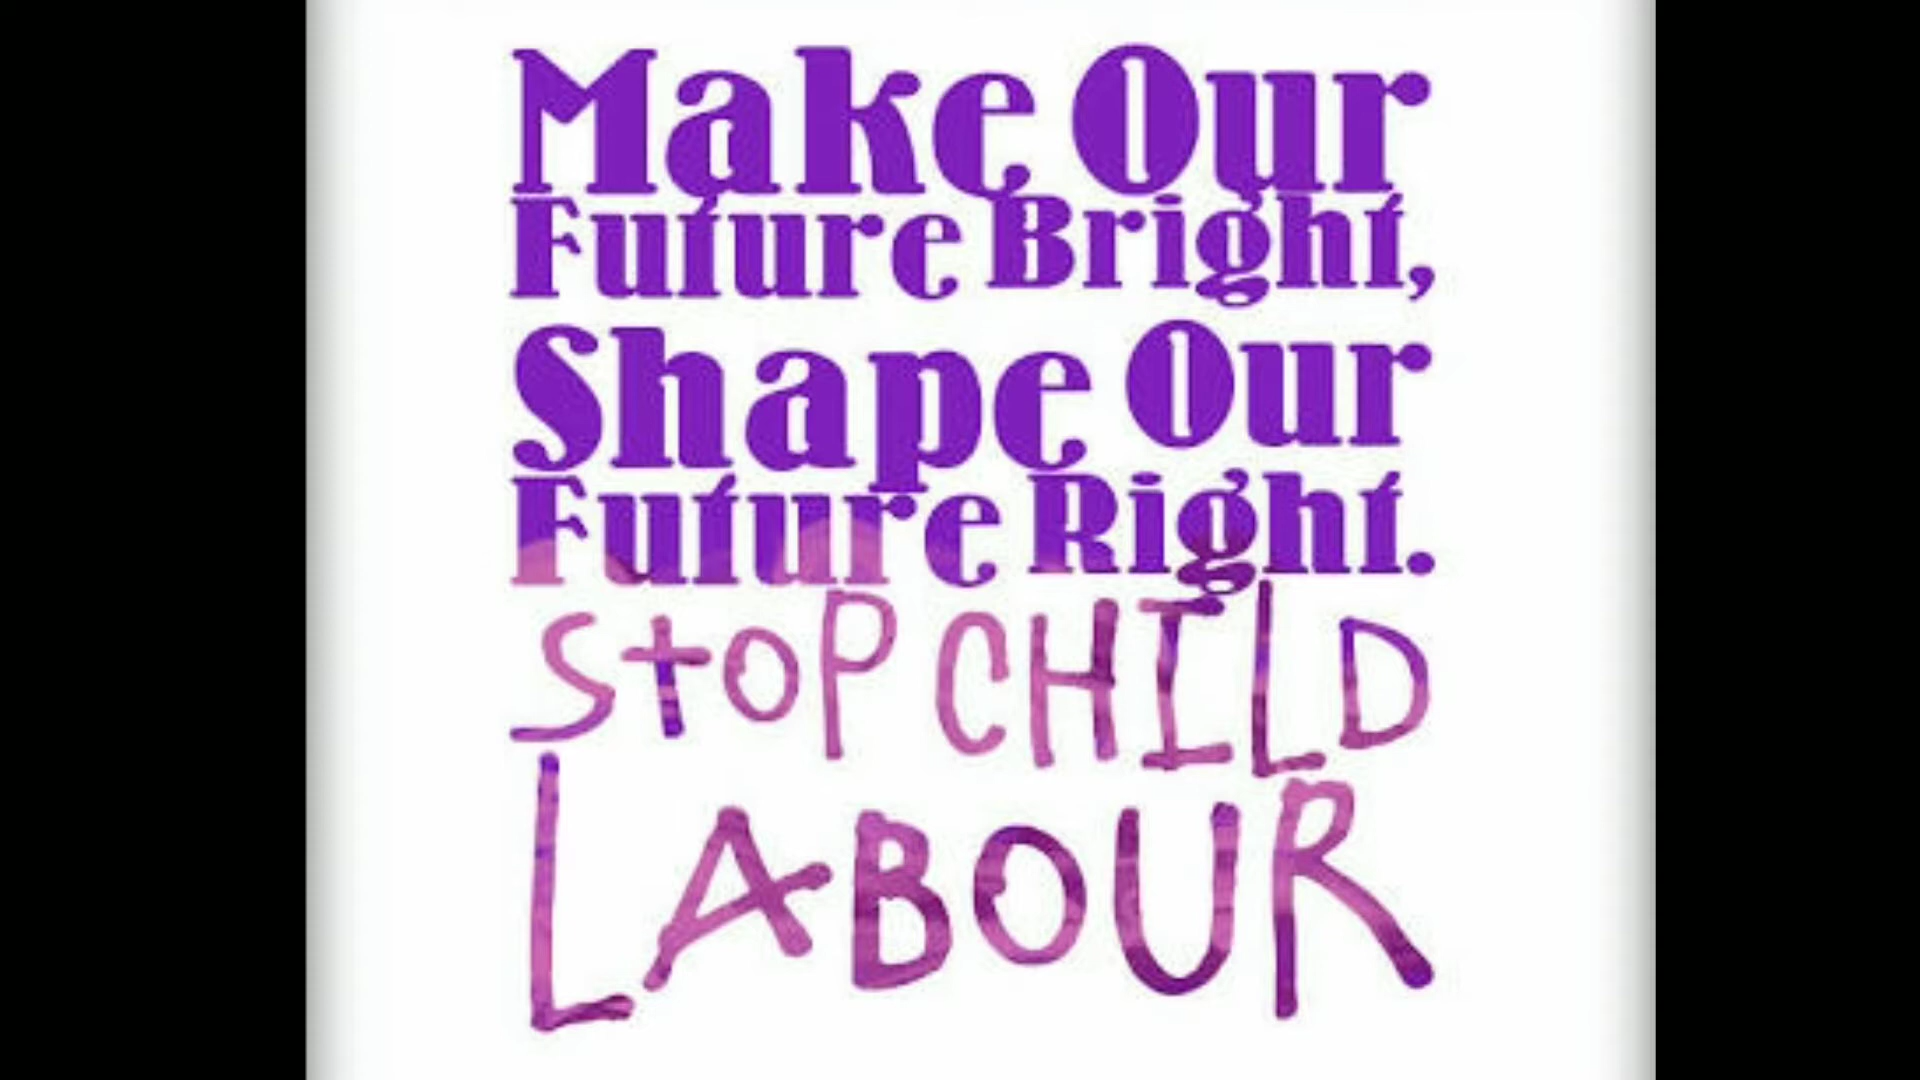 Make Our
Future Bright,
Shape Our
Future Right.
StOP CHILD
LABOUR